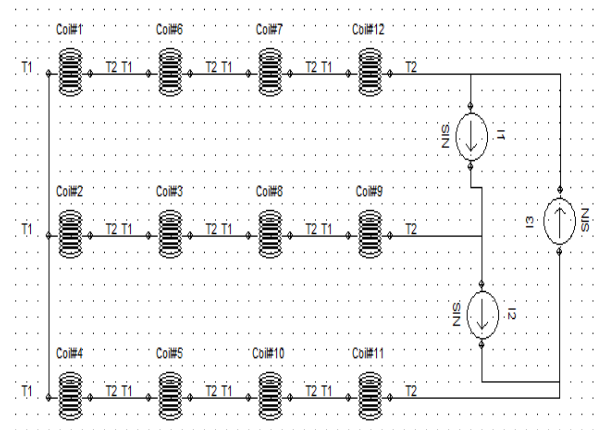 Coil#1 Coil#6 Coil#7 Coil#12
T1 T2 T1 T2 T1 T2 T1 T2
I1
SIN
Coil#2 Coil#3 Coil#8 Coil#9
T1 T2 T1 T2 T1 T2 T1 T2
I3
SIN
I2
SIN
Coil#4 Coil#5 Coil#10 Coil#11
T1 T2 T1 T2 T1 T2 T1 T2